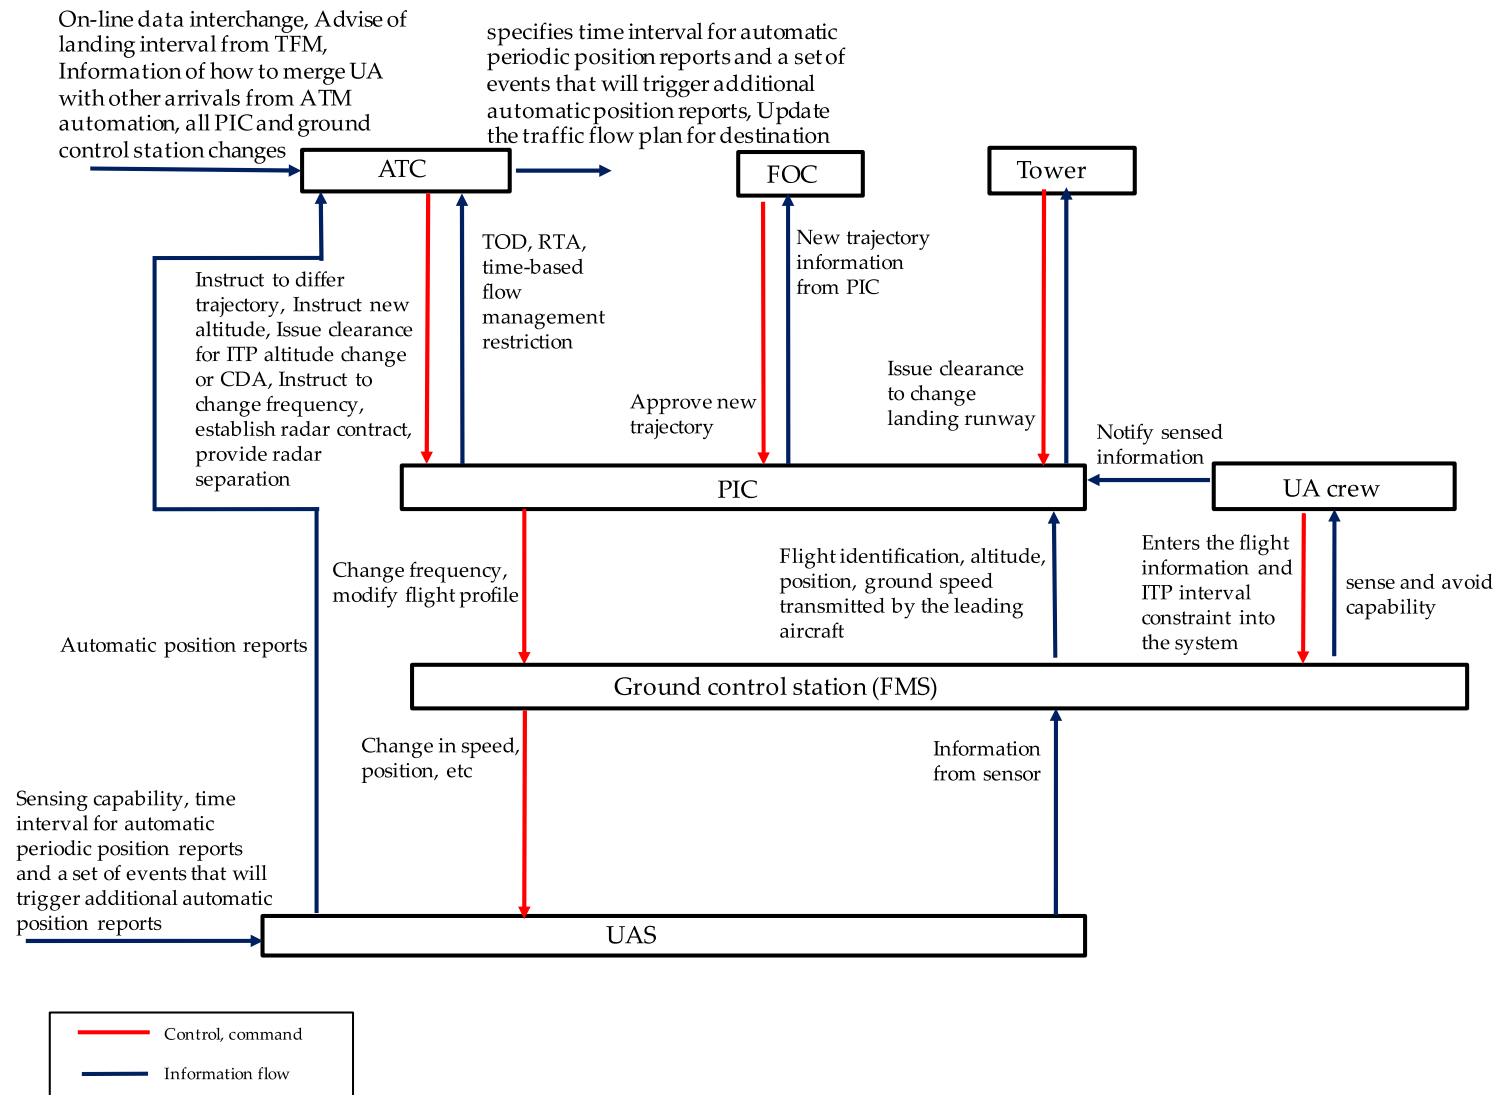 On-line data interchange, Advise of
landing interval from TFM,
Information of how to merge UA
with other arrivals from ATM
automation, all PIC and ground
control station changes
specifies time interval for automatic
periodic position reports and a set of
events that will trigger additional
automatic position reports, Update
the traffic flow plan for destination
ATC
FOC
Tower
TOD, RTA,
time-based
flow
management
restriction
New trajectory
information
from PIC
Instruct to differ
trajectory, Instruct new
altitude, Issue clearance
for ITP altitude change
or CDA, Instruct to
change frequency,
establish radar contract,
provide radar
separation
Approve new
trajectory
Issue clearance
to change
landing runway
Notify sensed
information
PIC
UA crew
Change frequency,
modify flight profile
Flight identification, altitude,
position, ground speed
transmitted by the leading
aircraft
Enters the flight
information and
ITP interval
constraint into
the system
sense and avoid
capability
Automatic position reports
Ground control station (FMS)
Change in speed,
position, etc
Information
from sensor
Sensing capability, time
interval for automatic
periodic position reports
and a set of events that will
trigger additional automatic
position reports
UAS
Control, command
Information flow